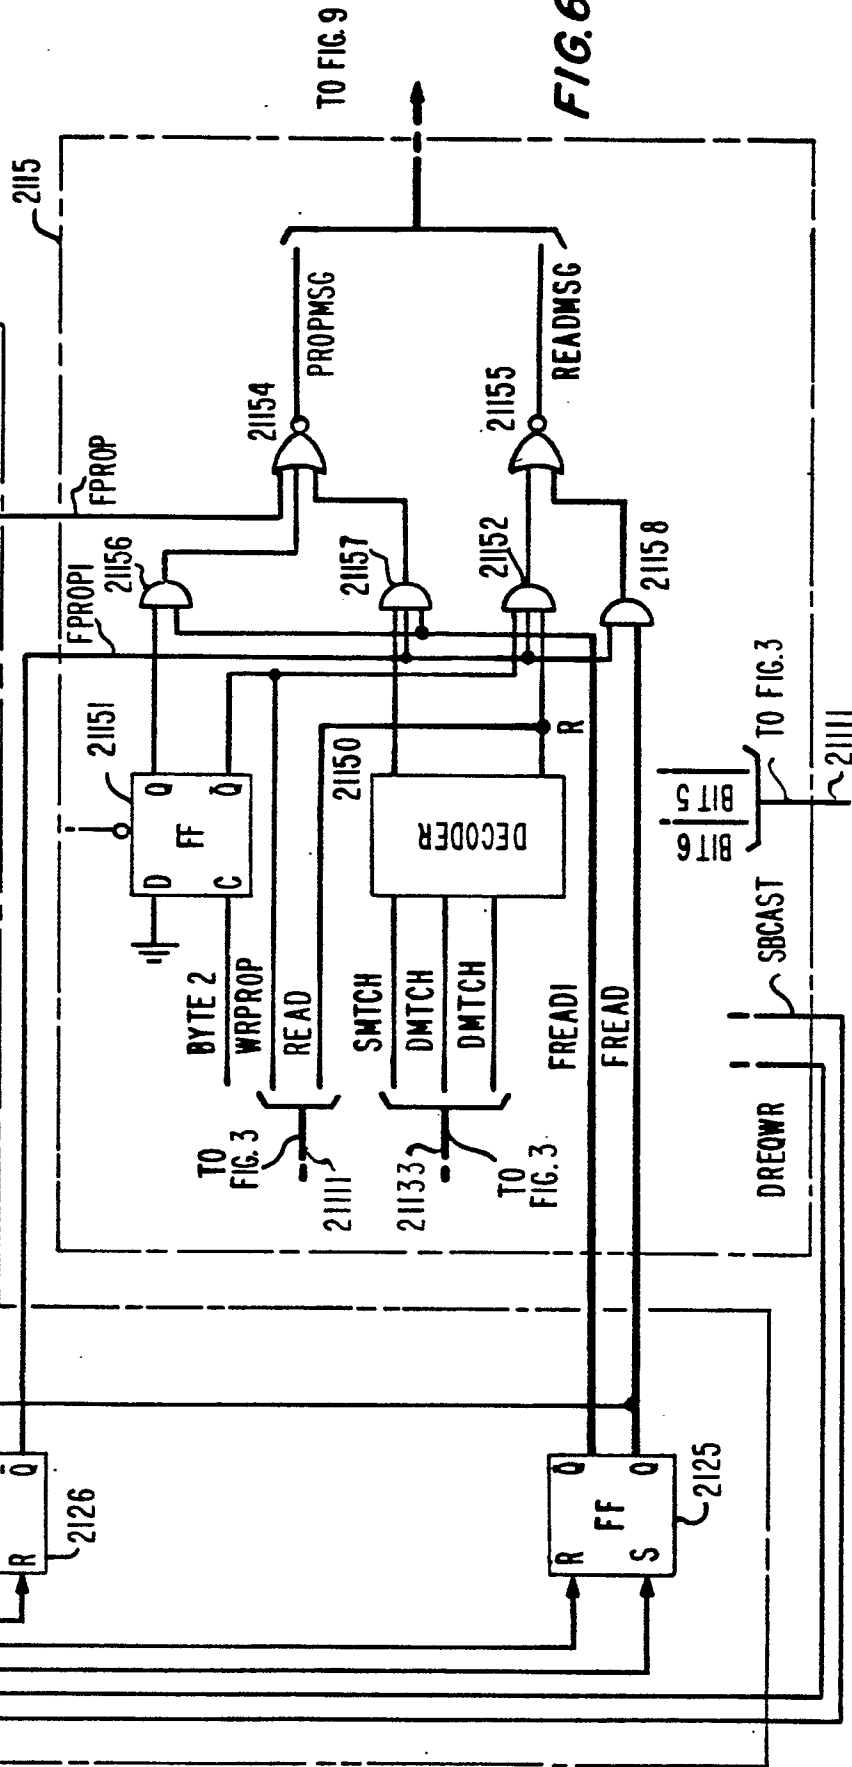 FIG. 6
TO FIG. 9
2115
FPROP
FPROP1
21156
21154
PROPMSG
21151
D
Q
FF
C
Q̅
BYTE 2
WRPROP
READ
TO
FIG. 3
21111
21150
DECODER
SMTCH
DMTCH
DMTCH
21133
TO
FIG. 3
21157
21152
21155
READMSG
R
21158
FREAD1
FREAD
BIT 6
BIT 5
TO FIG. 3
21111
SBCAST
DREQWR
Q̅
R
2126
R
Q̅
FF
S
Q
2125